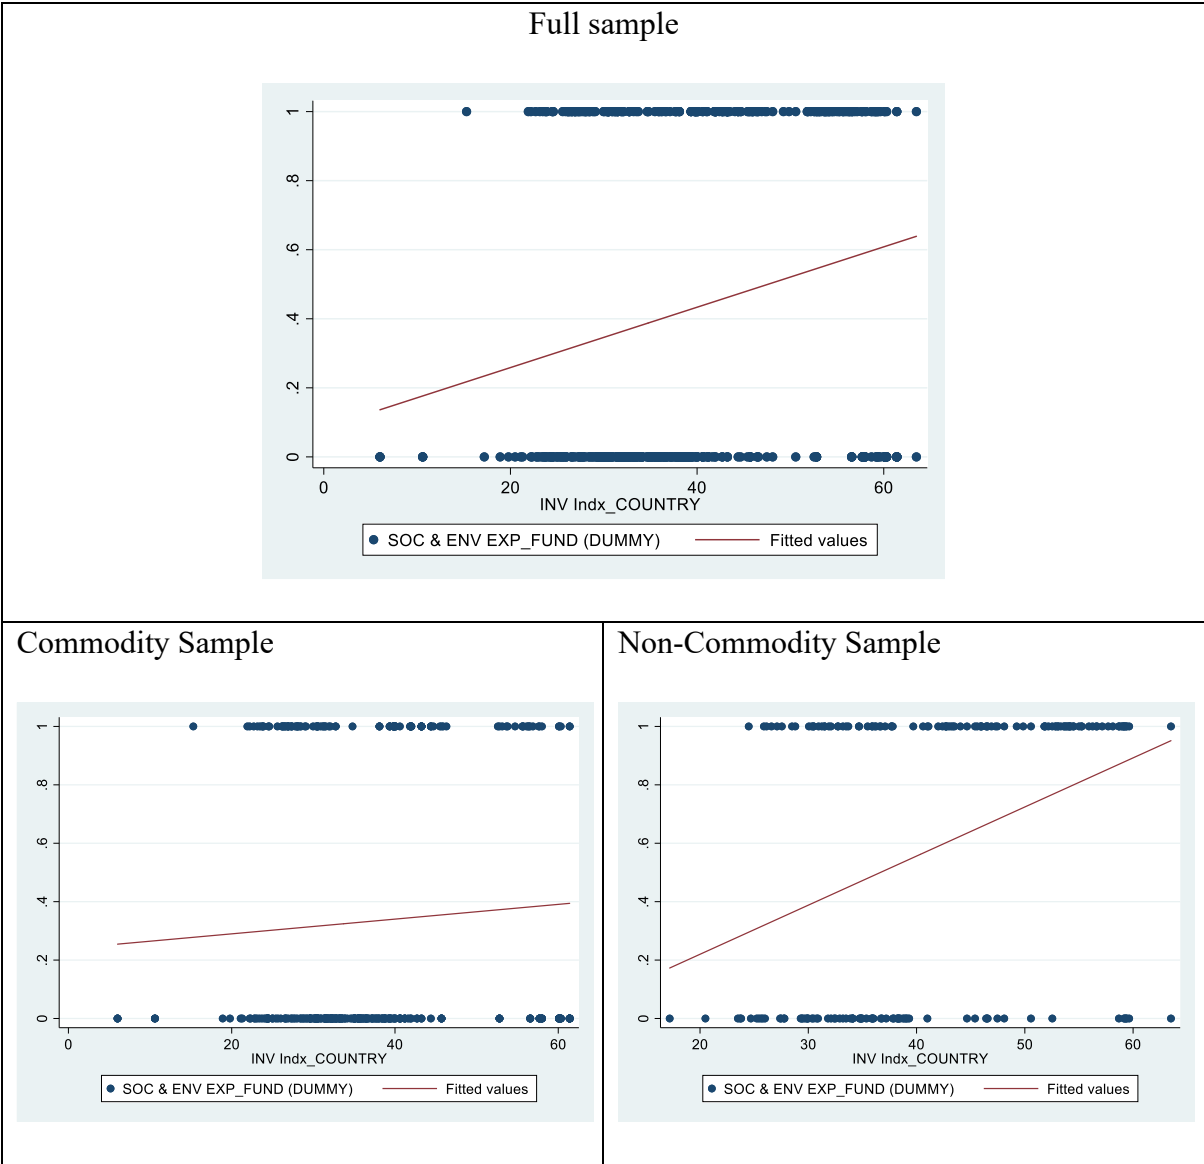 Full sample
1
.8
.6
.4
.2
0
0 20 40 60
INV Indx_COUNTRY
SOC & ENV EXP_FUND (DUMMY) Fitted values
Commodity Sample
1
.8
.6
.4
.2
0
0 20 40 60
INV Indx_COUNTRY
SOC & ENV EXP_FUND (DUMMY) Fitted values
Non-Commodity Sample
1
.8
.6
.4
.2
0
20 30 40 50 60
INV Indx_COUNTRY
SOC & ENV EXP_FUND (DUMMY) Fitted values